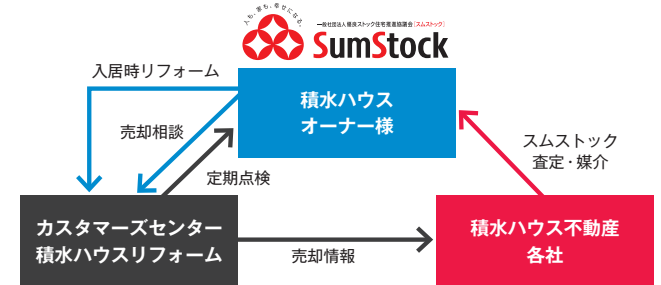 人も、家も、幸せになる。
一般社団法人優良ストック住宅推進協議会[スムストック]
SumStock
入居時リフォーム
積水ハウス
オーナー様
売却相談
スムストック
査定・媒介
定期点検
カスタマーズセンター
積水ハウスリフォーム
積水ハウス不動産
各社
売却情報